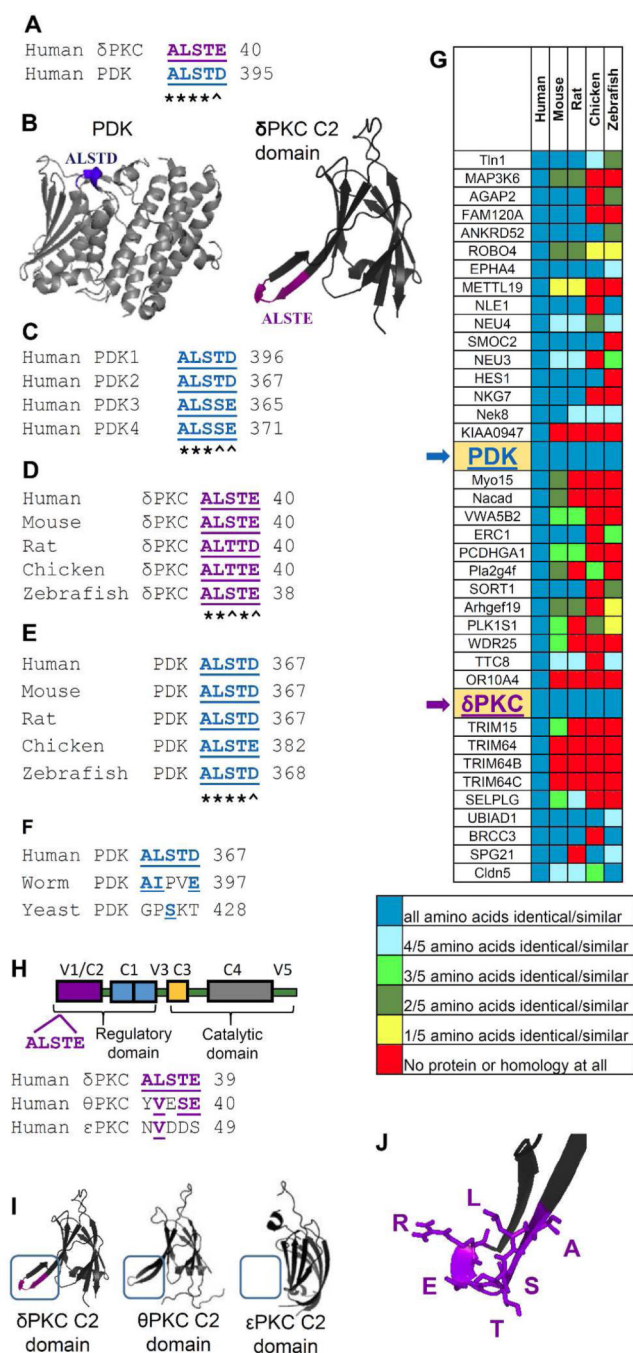 A
Human δPKC ALSTE 40
Human PDK ALSTD 395
****^
B
PDK
ALSTD
δPKC C2
domain
ALSTE
C
Human PDK1 ALSTD 396
Human PDK2 ALSTD 367
Human PDK3 ALSSE 365
Human PDK4 ALSSE 371
***^^
D
Human δPKC ALSTE 40
Mouse δPKC ALSTE 40
Rat δPKC ALTTD 40
Chicken δPKC ALTTE 40
Zebrafish δPKC ALSTE 38
**^*^
E
Human PDK ALSTD 367
Mouse PDK ALSTD 367
Rat PDK ALSTD 367
Chicken PDK ALSTE 382
Zebrafish PDK ALSTD 368
****^
F
Human PDK ALSTD 367
Worm PDK AIPVE 397
Yeast PDK GPSKT 428
G
Human
Mouse
Rat
Chicken
Zebrafish
Tln1
MAP3K6
AGAP2
FAM120A
ANKRD52
ROBO4
EPHA4
METTL19
NLE1
NEU4
SMOC2
NEU3
HES1
NKG7
Nek8
KIAA0947
PDK
Myo15
Nacad
VWA5B2
ERC1
PCDHGA1
Pla2g4f
SORT1
Arhgef19
PLK1S1
WDR25
TTC8
OR10A4
δPKC
TRIM15
TRIM64
TRIM64B
TRIM64C
SELPLG
UBIAD1
BRCC3
SPG21
Cldn5
all amino acids identical/similar
4/5 amino acids identical/similar
3/5 amino acids identical/similar
2/5 amino acids identical/similar
1/5 amino acids identical/similar
No protein or homology at all
H
V1/C2 C1 V3 C3 C4 V5
ALSTE
Regulatory
domain
Catalytic
domain
Human δPKC ALSTE 39
Human θPKC YVESE 40
Human εPKC NVDDS 49
I
δPKC C2
domain
θPKC C2
domain
εPKC C2
domain
J
L
R
A
E
S
T